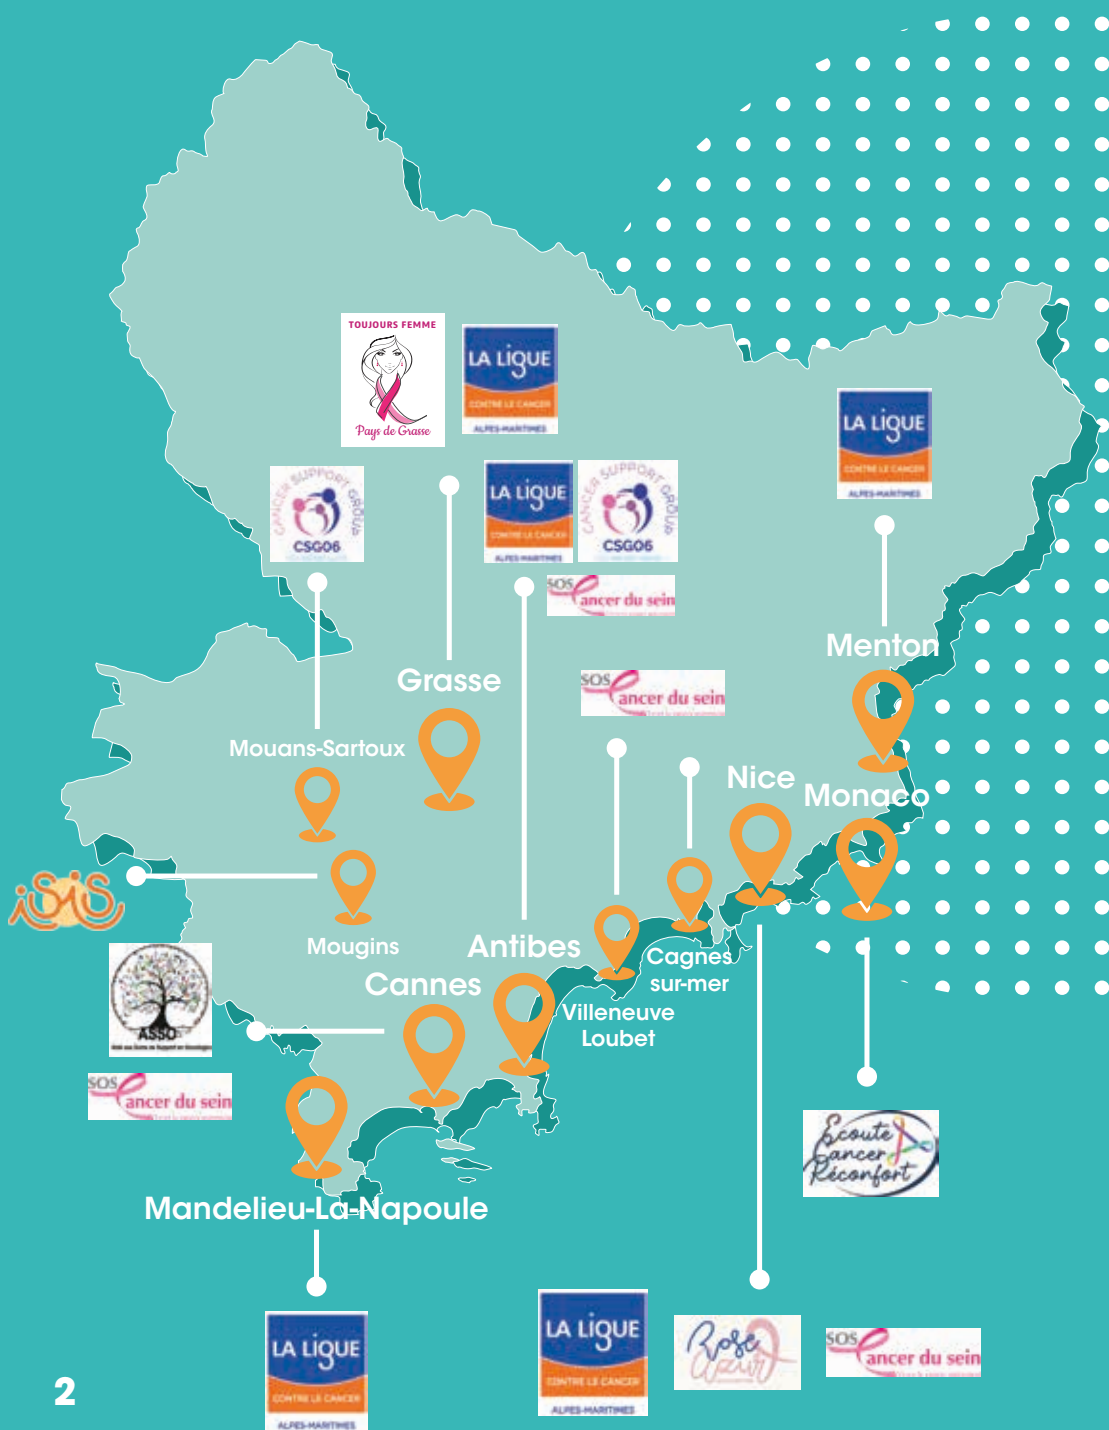 TOUJOURS FEMME
Pays de Grasse
LA LIGUE
CONTRE LE CANCER
ALPES-MARITIMES
LA LIGUE
CONTRE LE CANCER
ALPES-MARITIMES
CANCER SUPPORT GROUP
CSG06
LA LIGUE
CONTRE LE CANCER
ALPES-MARITIMES
CANCER SUPPORT GROUP
CSG06
SOS
Cancer du sein
Menton
Grasse
SOS
Cancer du sein
Mouans-Sartoux
Nice
Monaco
isis
Mougins
Antibes
Cagnes
sur-mer
Cannes
Villeneuve
Loubet
ASSO
SOS
Cancer du sein
Écoute
Cancer
Réconfort
Mandelieu-La-Napoule
LA LIGUE
CONTRE LE CANCER
ALPES-MARITIMES
LA LIGUE
CONTRE LE CANCER
ALPES-MARITIMES
Rose
Azur
SOS
Cancer du sein
2